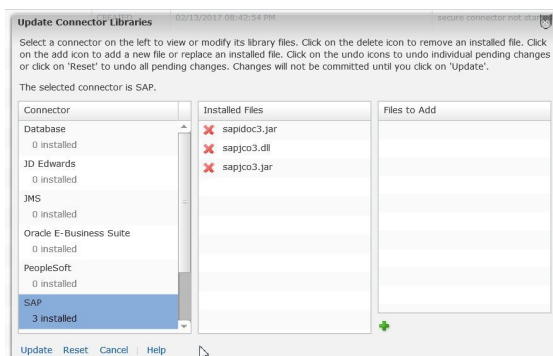 CREATED 02/13/2017 08:42:54 PM secure connector not
Update Connector Libraries
Select a connector on the left to view or modify its library files. Click on the delete icon to remove an installed file. Click
on the add icon to add a new file or replace an installed file. Click on the undo icons to undo individual pending changes
or click on 'Reset' to undo all pending changes. Changes will not be committed until you click on 'Update'.
The selected connector is SAP.
Connector
Database
0 installed
JD Edwards
0 installed
JMS
0 installed
Oracle E-Business Suite
0 installed
PeopleSoft
0 installed
SAP
3 installed
Installed Files
sapidoc3.jar
sapjco3.dll
sapjco3.jar
Files to Add
Update Reset Cancel | Help